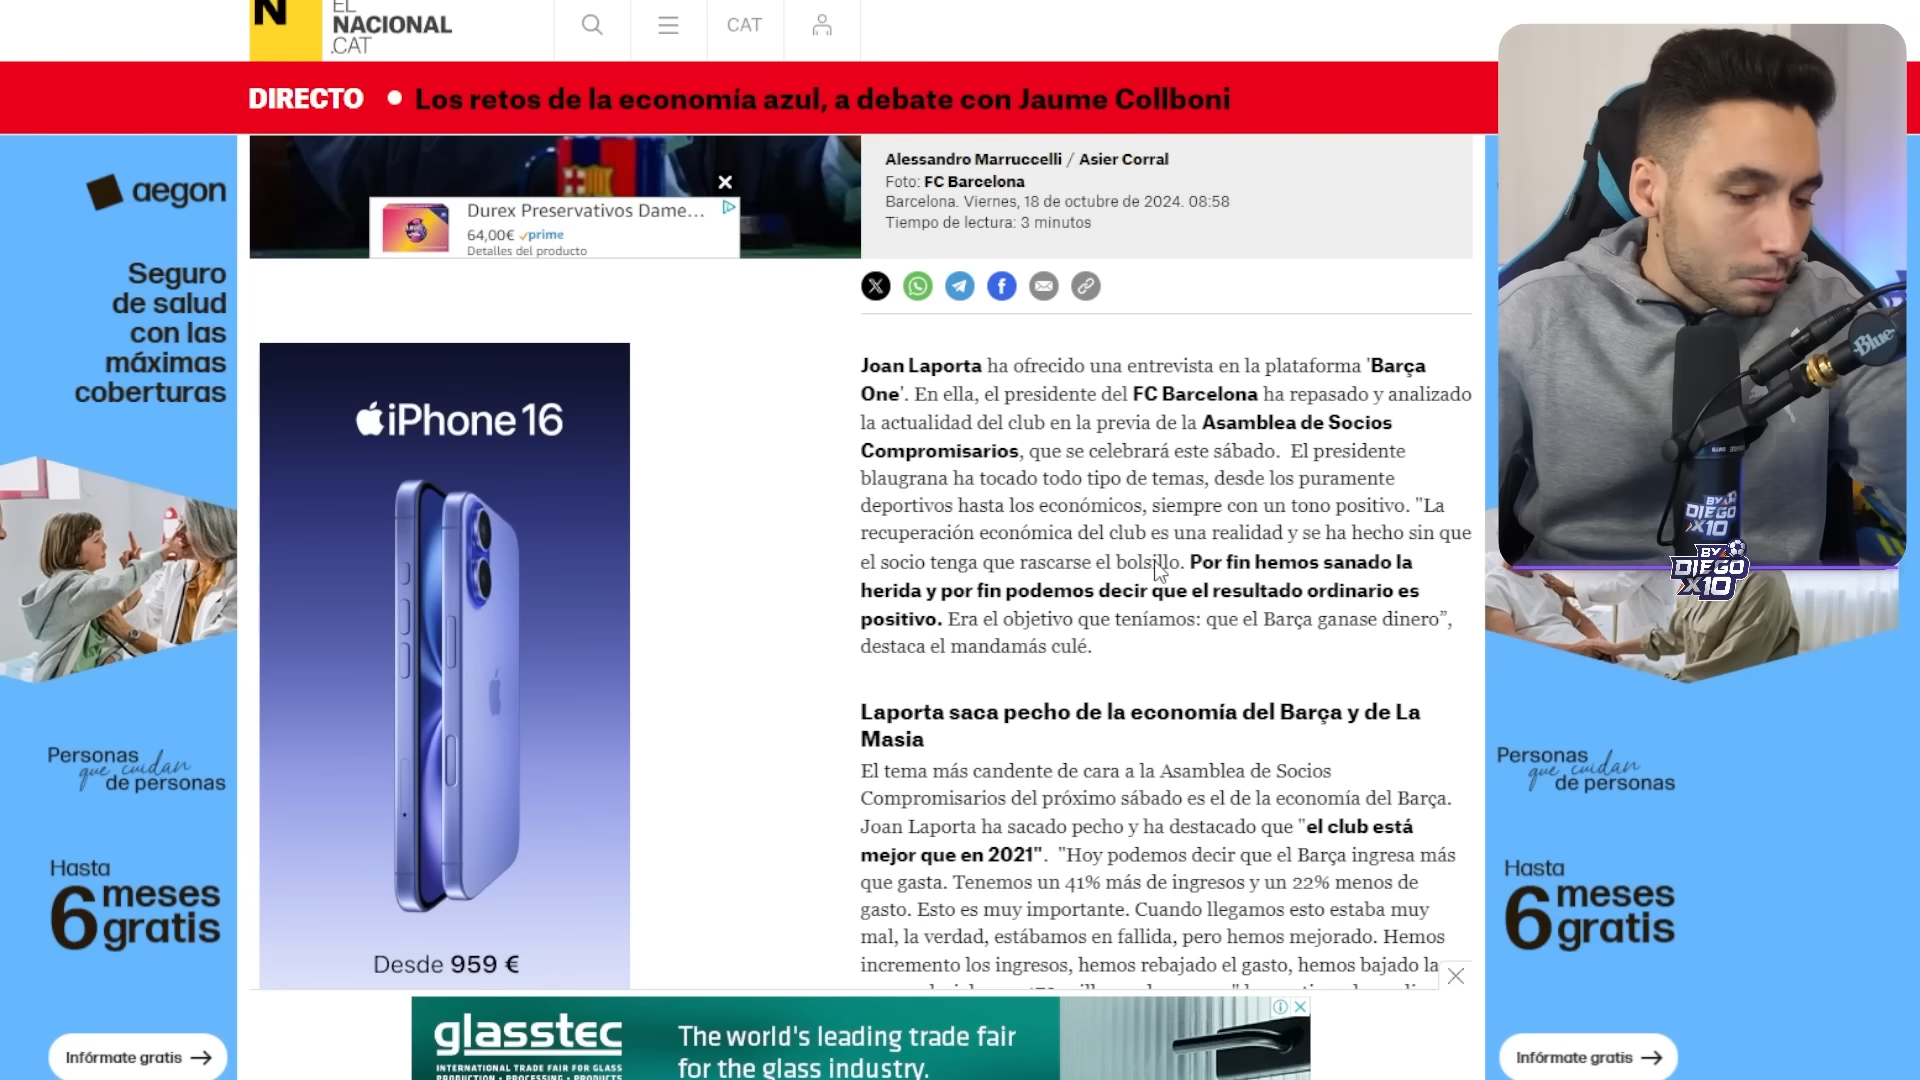 N
EL
NACIONAL
.CAT
CAT
DIRECTO
Los retos de la economía azul, a debate con Jaume Collboni
aegon
Seguro
de salud
con las
máximas
coberturas
Personas
que cuidan
de personas
Hasta
6 meses
gratis
Infórmate gratis →
Durex Preservativos Dame...
64,00€ prime
Detalles del producto
iPhone 16
Desde 959 €
Alessandro Marruccelli / Asier Corral
Foto: FC Barcelona
Barcelona. Viernes, 18 de octubre de 2024. 08:58
Tiempo de lectura: 3 minutos
Joan Laporta ha ofrecido una entrevista en la plataforma 'Barça
One'. En ella, el presidente del FC Barcelona ha repasado y analizado
la actualidad del club en la previa de la Asamblea de Socios
Compromisarios, que se celebrará este sábado. El presidente
blaugrana ha tocado todo tipo de temas, desde los puramente
deportivos hasta los económicos, siempre con un tono positivo. "La
recuperación económica del club es una realidad y se ha hecho sin que
el socio tenga que rascarse el bolsillo. Por fin hemos sanado la
herida y por fin podemos decir que el resultado ordinario es
positivo. Era el objetivo que teníamos: que el Barça ganase dinero”,
destaca el mandamás culé.
Laporta saca pecho de la economía del Barça y de La
Masia
El tema más candente de cara a la Asamblea de Socios
Compromisarios del próximo sábado es el de la economía del Barça.
Joan Laporta ha sacado pecho y ha destacado que "el club está
mejor que en 2021". "Hoy podemos decir que el Barça ingresa más
que gasta. Tenemos un 41% más de ingresos y un 22% menos de
gasto. Esto es muy importante. Cuando llegamos esto estaba muy
mal, la verdad, estábamos en fallida, pero hemos mejorado. Hemos
incremento los ingresos, hemos rebajado el gasto, hemos bajado la
glasstec
INTERNATIONAL TRADE FAIR FOR GLASS
PRODUCTION • PROCESSING • PRODUCTS
The world's leading trade fair
for the glass industry.
Blue
BY
DIEGO
X10
BY
DIEGO
X10
Personas
que cuidan
de personas
Hasta
6 meses
gratis
Infórmate gratis →